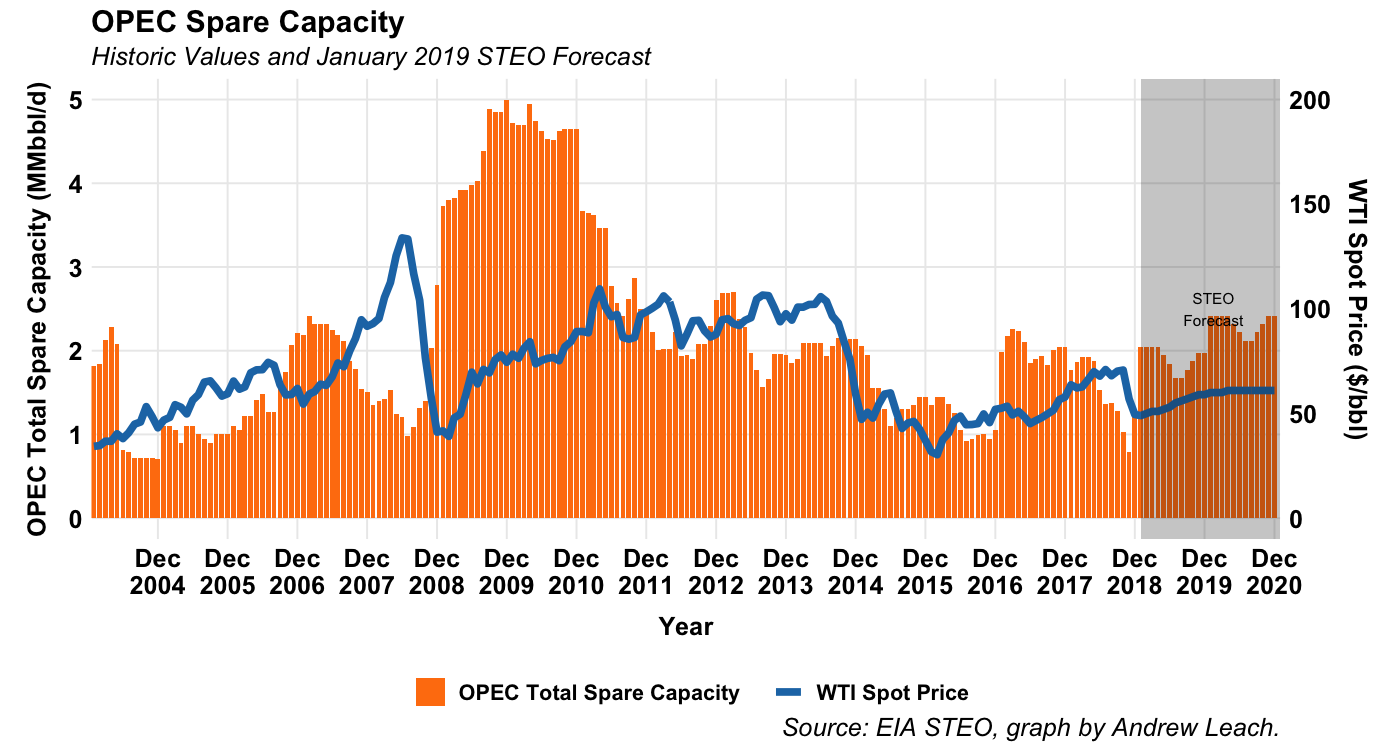 OPEC Spare Capacity
Historic Values and January 2019 STEO Forecast
OPEC Total Spare Capacity (MMbbl/d)
5
4
3
2
1
0
200
150
100
50
0
WTI Spot Price ($/bbl)
STEO
Forecast
Dec Dec Dec Dec Dec Dec Dec Dec Dec Dec Dec Dec Dec Dec Dec Dec Dec
2004 2005 2006 2007 2008 2009 2010 2011 2012 2013 2014 2015 2016 2017 2018 2019 2020
Year
OPEC Total Spare Capacity WTI Spot Price
Source: EIA STEO, graph by Andrew Leach.